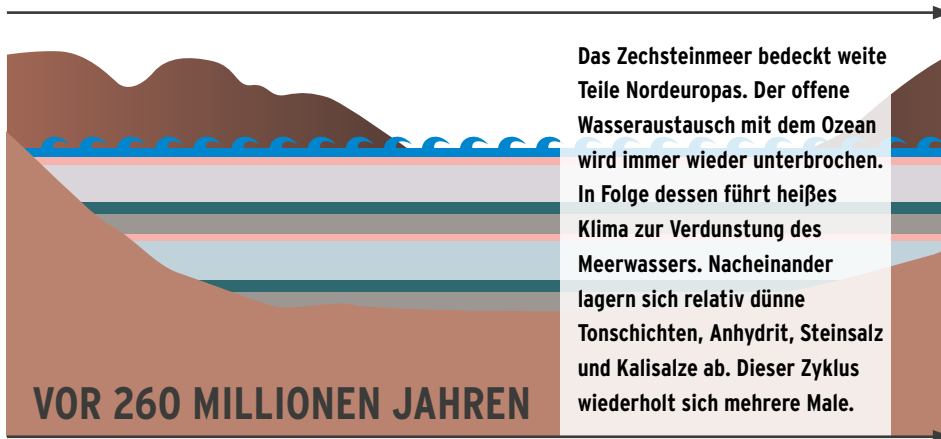 Das Zechsteinmeer bedeckt weite
Teile Nordeuropas. Der offene
Wasseraustausch mit dem Ozean
wird immer wieder unterbrochen.
In Folge dessen führt heißes
Klima zur Verdunstung des
Meerwassers. Nacheinander
lagern sich relativ dünne
Tonschichten, Anhydrit, Steinsalz
und Kalisalze ab. Dieser Zyklus
wiederholt sich mehrere Male.
VOR 260 MILLIONEN JAHREN